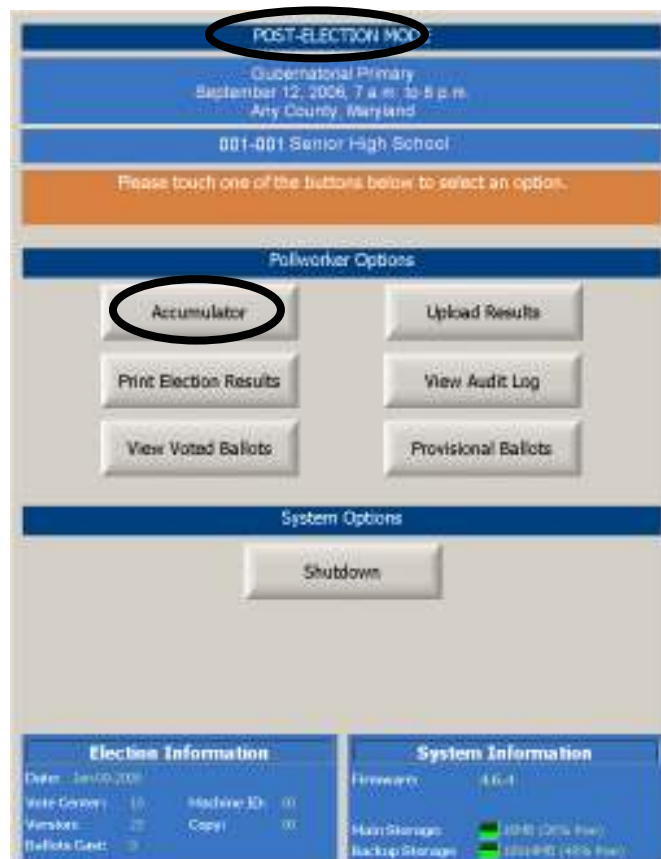 POST-ELECTION MODE
Gubernatorial Primary
September 12, 2006, 7 a.m. to 8 p.m.
Any County, Maryland
001-001 Senior High School
Please touch one of the buttons below to select an option.
Pollworker Options
Accumulator
Upload Results
Print Election Results
View Audit Log
View Voted Ballots
Provisional Ballots
System Options
Shutdown
Election Information
System Information
Date:
Firmware: 4.6.4
Vote Center:
Machine ID:
Version:
Copy:
Main Storage:
Ballots Cast:
Backup Storage: